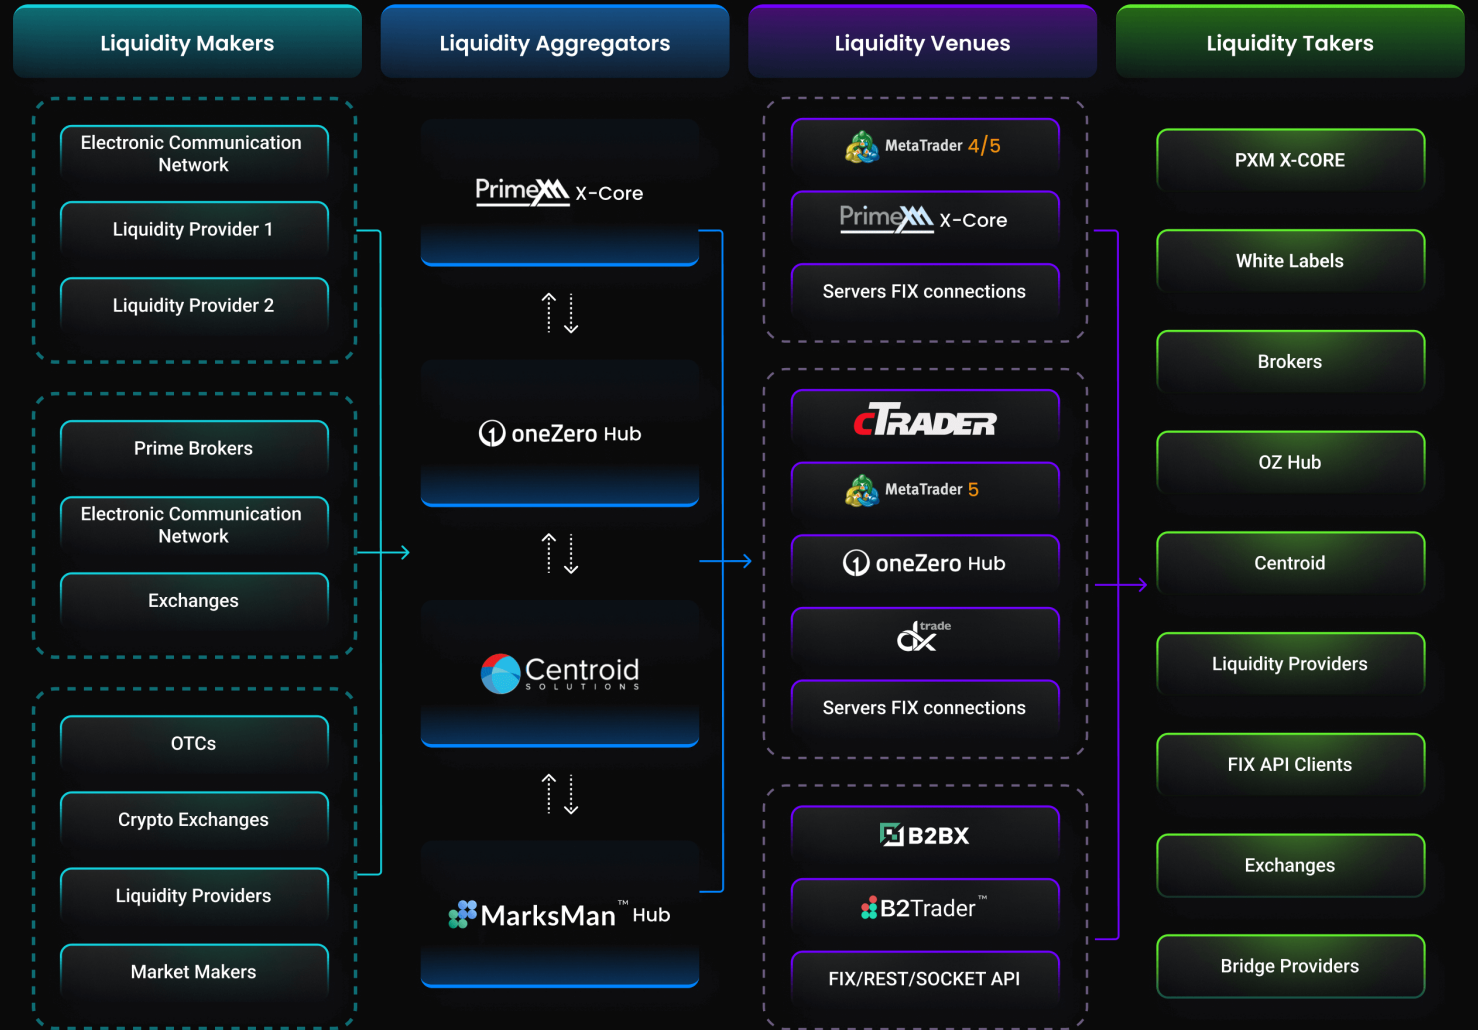 Liquidity Makers
Electronic Communication
Network
Liquidity Provider 1
Liquidity Provider 2
Prime Brokers
Electronic Communication
Network
Exchanges
OTCs
Crypto Exchanges
Liquidity Providers
Market Makers
Liquidity Aggregators
PrimeXM X-Core
oneZero Hub
Centroid
SOLUTIONS
MarksMan™ Hub
Liquidity Venues
MetaTrader 4/5
PrimeXM X-Core
Servers FIX connections
cTRADER
MetaTrader 5
oneZero Hub
dx trade
Servers FIX connections
B2BX
B2Trader™
FIX/REST/SOCKET API
Liquidity Takers
PXM X-CORE
White Labels
Brokers
OZ Hub
Centroid
Liquidity Providers
FIX API Clients
Exchanges
Bridge Providers